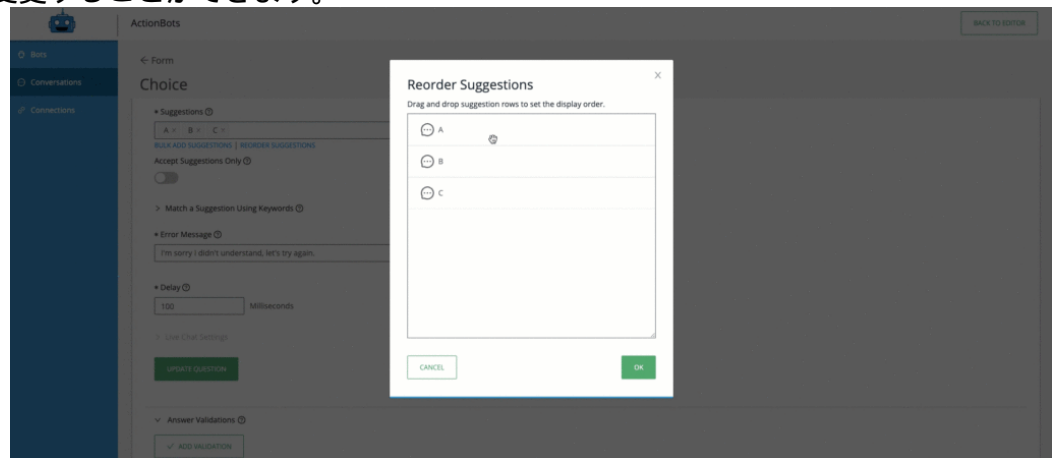 変更することができます。
ActionBots
BACK TO EDITOR
Bots
Conversations
Connections
← Form
Choice
* Suggestions
A × B × C ×
BULK ADD SUGGESTIONS | REORDER SUGGESTIONS
Accept Suggestions Only
> Match a Suggestion Using Keywords
* Error Message
I'm sorry I didn't understand, let's try again.
* Delay
100 Milliseconds
> Live Chat Settings
UPDATE QUESTION
Answer Validations
ADD VALIDATION
Reorder Suggestions
X
Drag and drop suggestion rows to set the display order.
A
B
C
CANCEL
OK